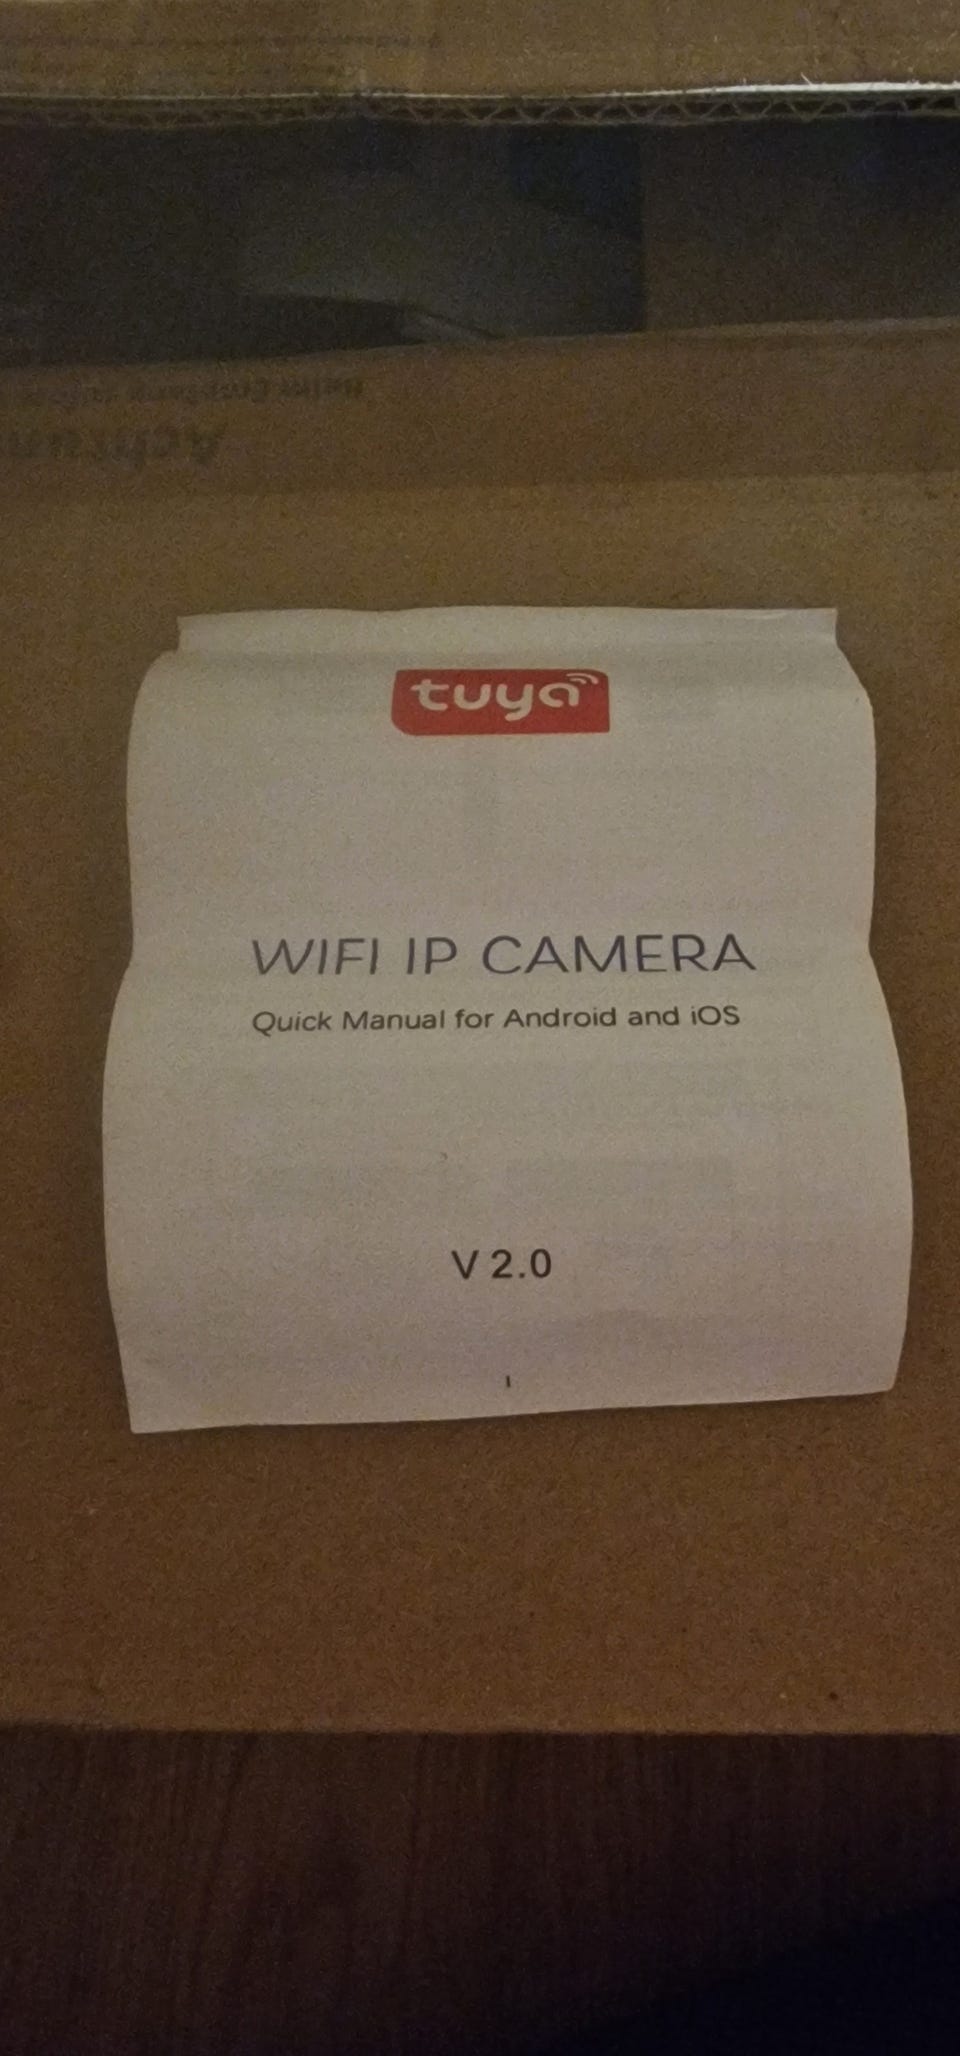 tuya
WIFI IP CAMERA
Quick Manual for Android and iOS
V 2.0